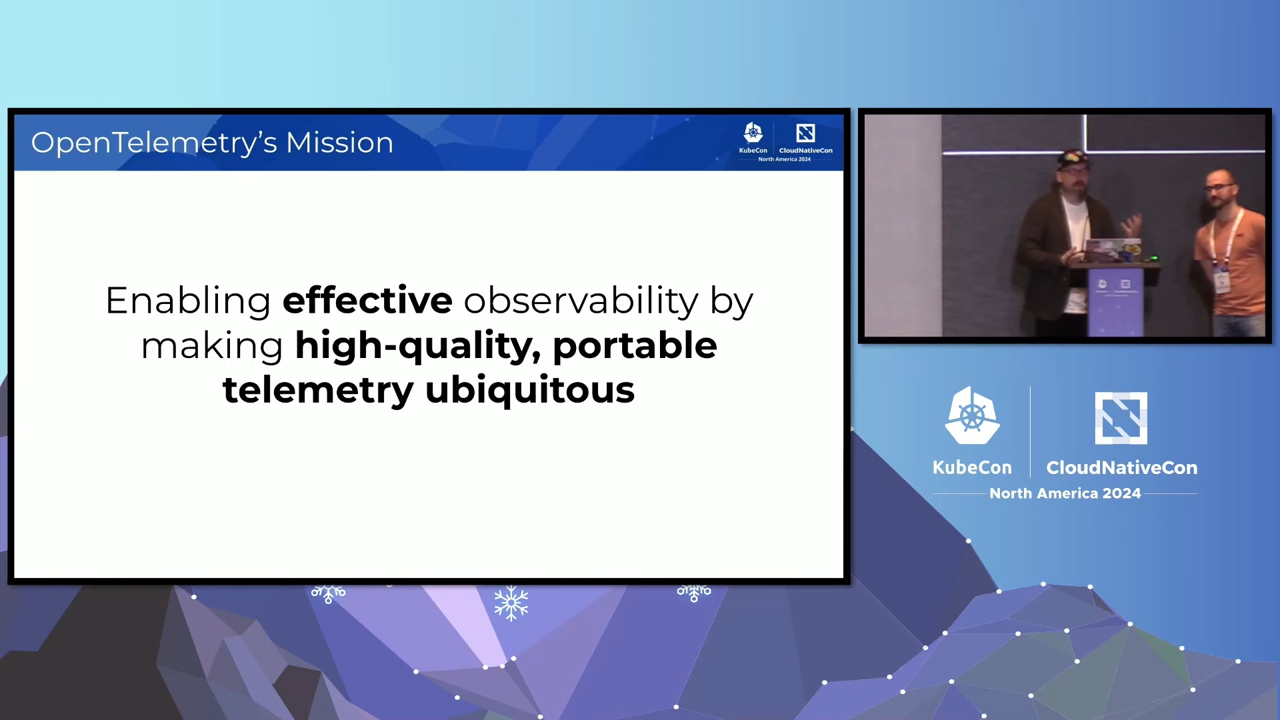 OpenTelemetry's Mission
KubeCon
CloudNativeCon
North America 2024
Enabling effective observability by
making high-quality, portable
telemetry ubiquitous
KubeCon
CloudNativeCon
North America 2024